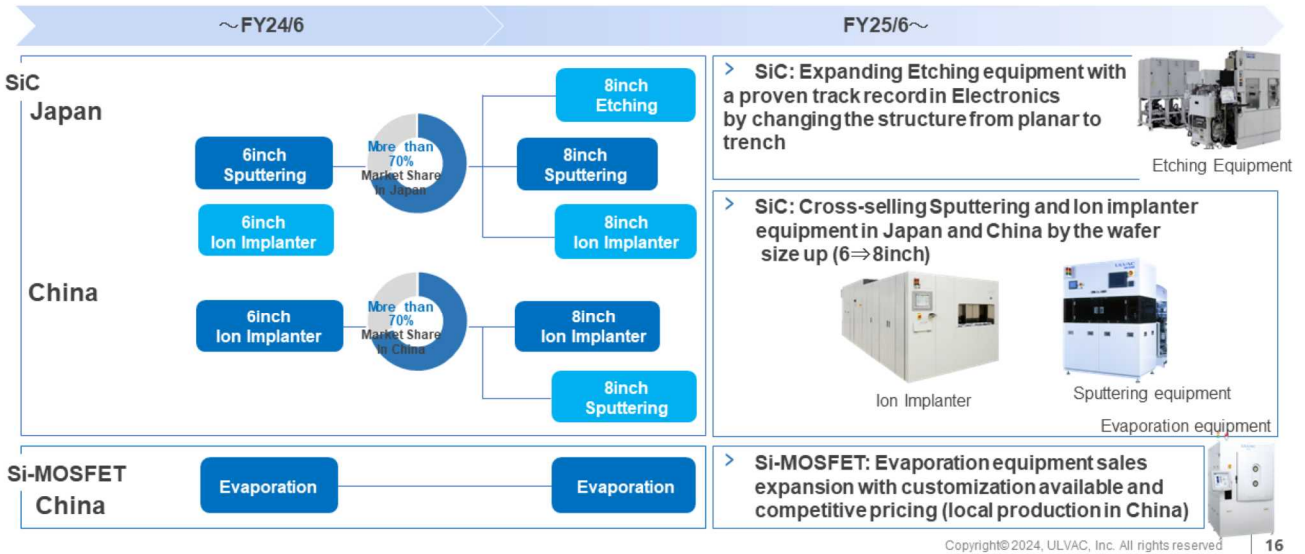 ~FY24/6
FY25/6~
SiC
Japan
6inch
Sputtering
6inch
Ion Implanter
More than
70%
Market Share
in Japan
8inch
Etching
8inch
Sputtering
8inch
Ion Implanter
China
6inch
Ion Implanter
More than
70%
Market Share
in China
8inch
Ion Implanter
8inch
Sputtering
Si-MOSFET
China
Evaporation
Evaporation
> SiC: Expanding Etching equipment with
a proven track record in Electronics
by changing the structure from planar to
trench
Etching Equipment
> SiC: Cross-selling Sputtering and Ion implanter
equipment in Japan and China by the wafer
size up (6⇒8inch)
Ion Implanter
ULVAC
Sputtering equipment
Evaporation equipment
> Si-MOSFET: Evaporation equipment sales
expansion with customization available and
competitive pricing (local production in China)
Copyright© 2024, ULVAC, Inc. All rights reserved
16